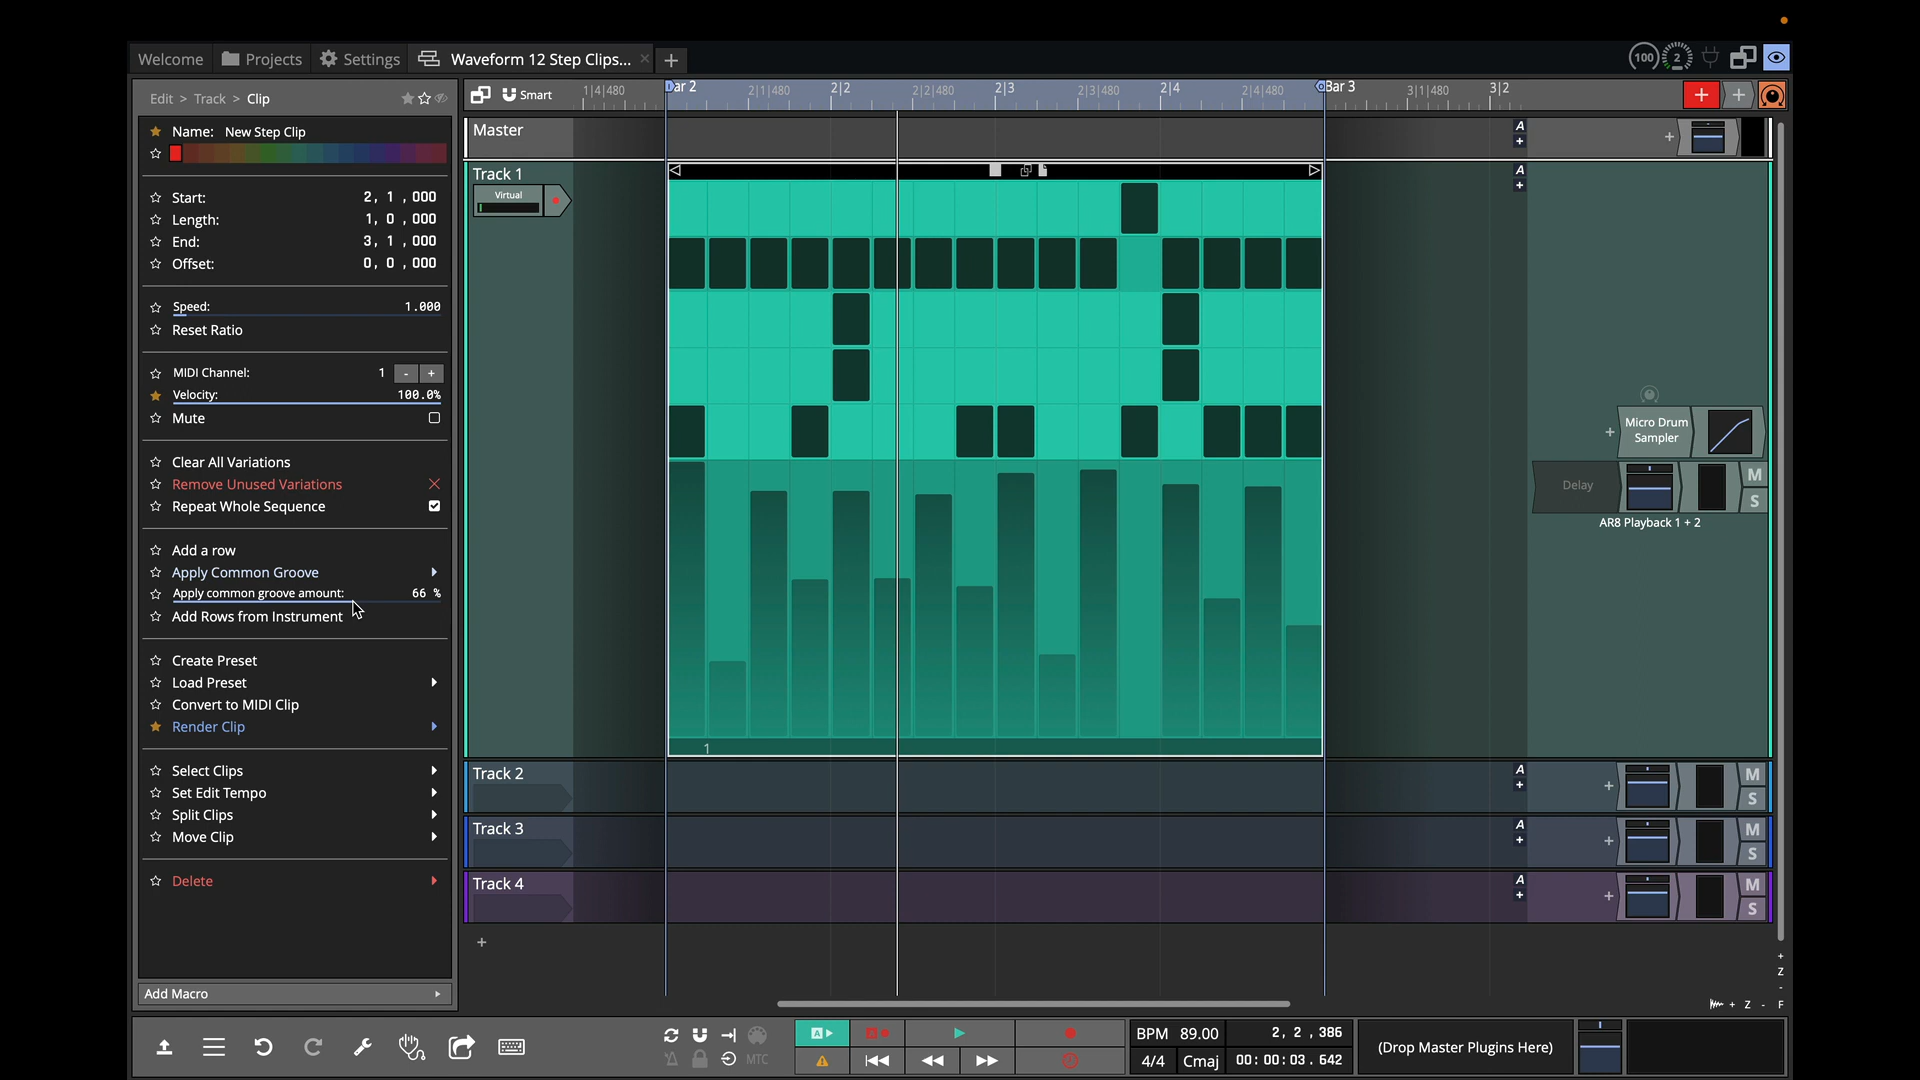 Welcome Projects Settings Waveform 12 Step Clips... × +
100 2
Edit > Track > Clip
Smart
1|4|480 Bar 2 2|1|480 2|2 2|2|480 2|3 2|3|480 2|4 2|4|480 Bar 3 3|1|480 3|2
Name: New Step Clip
Master
Track 1
Virtual
Start: 2, 1 ,000
Length: 1, 0 ,000
End: 3, 1 ,000
Offset: 0, 0 ,000
Speed: 1.000
Reset Ratio
MIDI Channel: 1 - +
Velocity: 100.0%
Mute
Clear All Variations
Remove Unused Variations
Repeat Whole Sequence
Add a row
Apply Common Groove
Apply common groove amount: 66 %
Add Rows from Instrument
Create Preset
Load Preset
Convert to MIDI Clip
Render Clip
Select Clips
Set Edit Tempo
Split Clips
Move Clip
Delete
Add Macro
A
+
A
+
Micro Drum
Sampler
Delay
M
S
AR8 Playback 1 + 2
1
Track 2
A
+
M
S
Track 3
A
+
M
S
Track 4
A
+
M
S
+
+
Z
-
+ Z - F
MTC
A
A
BPM 89.00 2, 2 ,386
4/4 Cmaj 00: 00: 03. 642
(Drop Master Plugins Here)